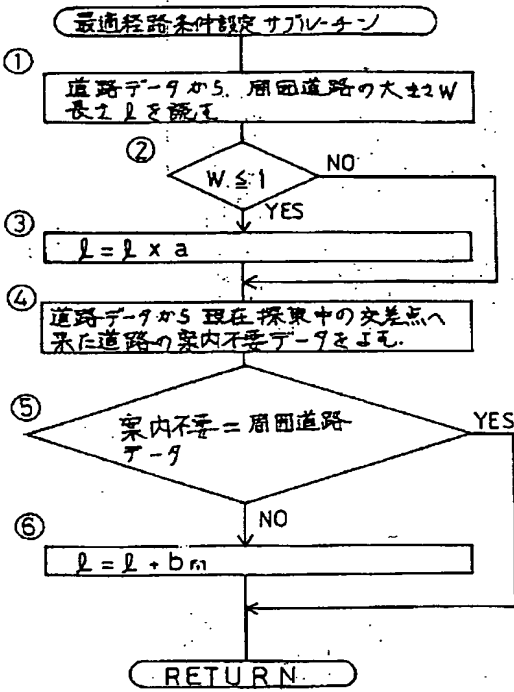 最適経路条件設定サブルーチン
①
道路データから、周囲道路の大きさW
長さ l を読む
②
W ≦ 1
NO
YES
③
l = l × a
④
道路データから 現在探索中の交差点へ
来た道路の案内不要データをよむ.
⑤
案内不要 = 周囲道路
データ
YES
NO
⑥
l = l + b m
RETURN